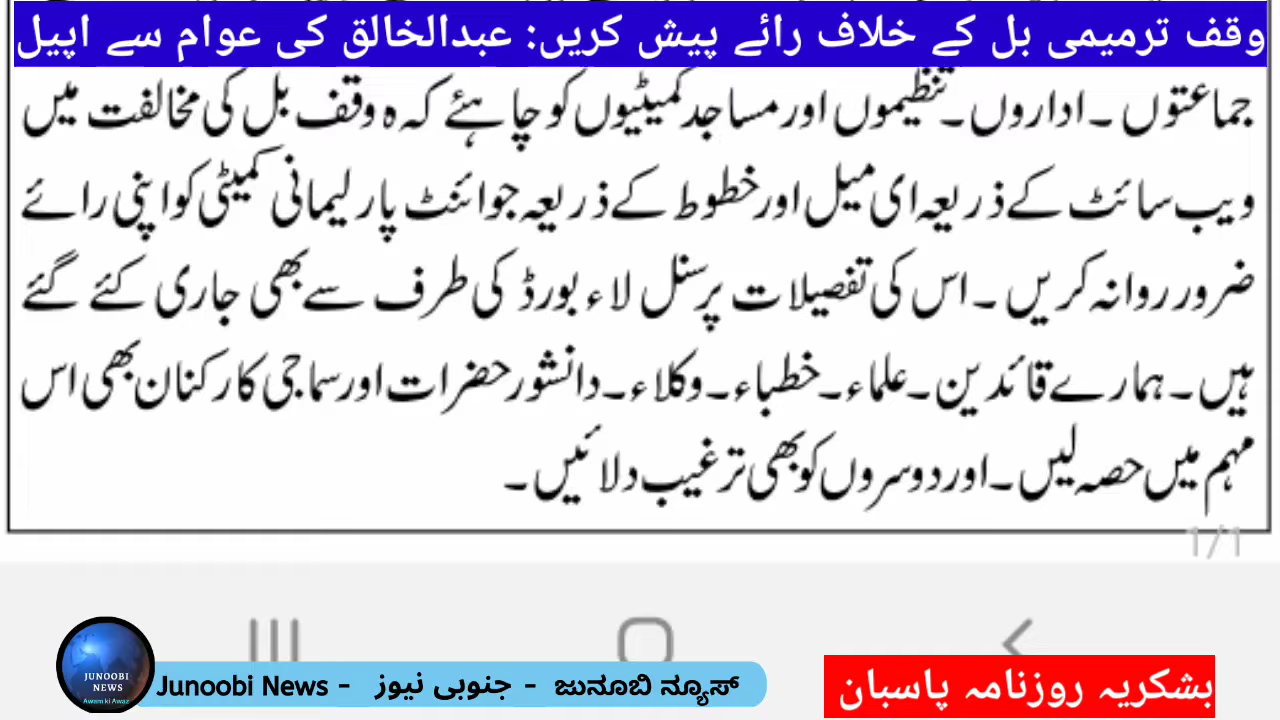 وقف ترمیمی بل کے خلاف رائے پیش کریں: عبدالخالق کی عوام سے اپیل
جماعتوں ۔ اداروں۔ تنظیموں اور مساجد کمیٹیوں کو چاہئے کہ ہ وقف بل کی مخالفت میں
ویب سائٹ کے ذریعہ ای میل اور خطوط کے ذریعہ جوائنٹ پارلیمانی کمیٹی کو اپنی رائے
ضرور روانہ کریں ۔ اس کی تفصیلات پرسنل لاء بورڈ کی طرف سے بھی جاری کئے گئے
ہیں۔ ہمارے قائدین۔ علماء۔ خطباء۔ وکلاء۔ دانشور حضرات اور سماجی کارکنان بھی اس
مہم میں حصہ لیں۔ اور دوسروں کو بھی ترغیب دلائیں۔
1/1
JUNOOBI
NEWS
Awam ki Awaz
Junoobi News - جنوبی نیوز - ಜುನೂಬಿ ನ್ಯೂಸ್
بشکریہ روزنامہ پاسبان